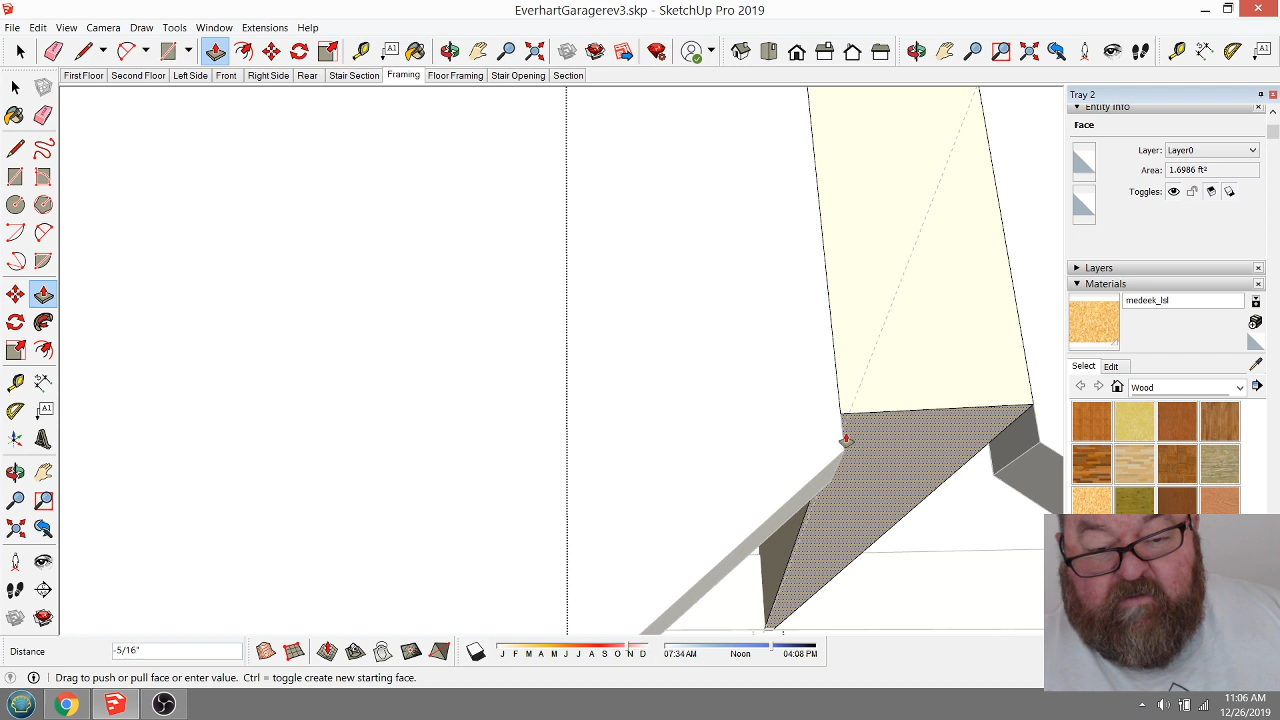 EverhartGaragerev3.skp - SketchUp Pro 2019
File Edit View Camera Draw Tools Window Extensions Help
First Floor Second Floor Left Side Front Right Side Rear Stair Section Framing Floor Framing Stair Opening Section
Tray 2
Entity Info
Face
Layer: Layer0
Area: 1.6986 ft²
Toggles:
Layers
Materials
medeek_lsl
Select Edit
Wood
Distance -5/16"
J F M A M J J A S O N D
07:34 AM Noon 04:08 PM
Drag to push or pull face or enter value. Ctrl = toggle create new starting face.
11:06 AM
12/26/2019